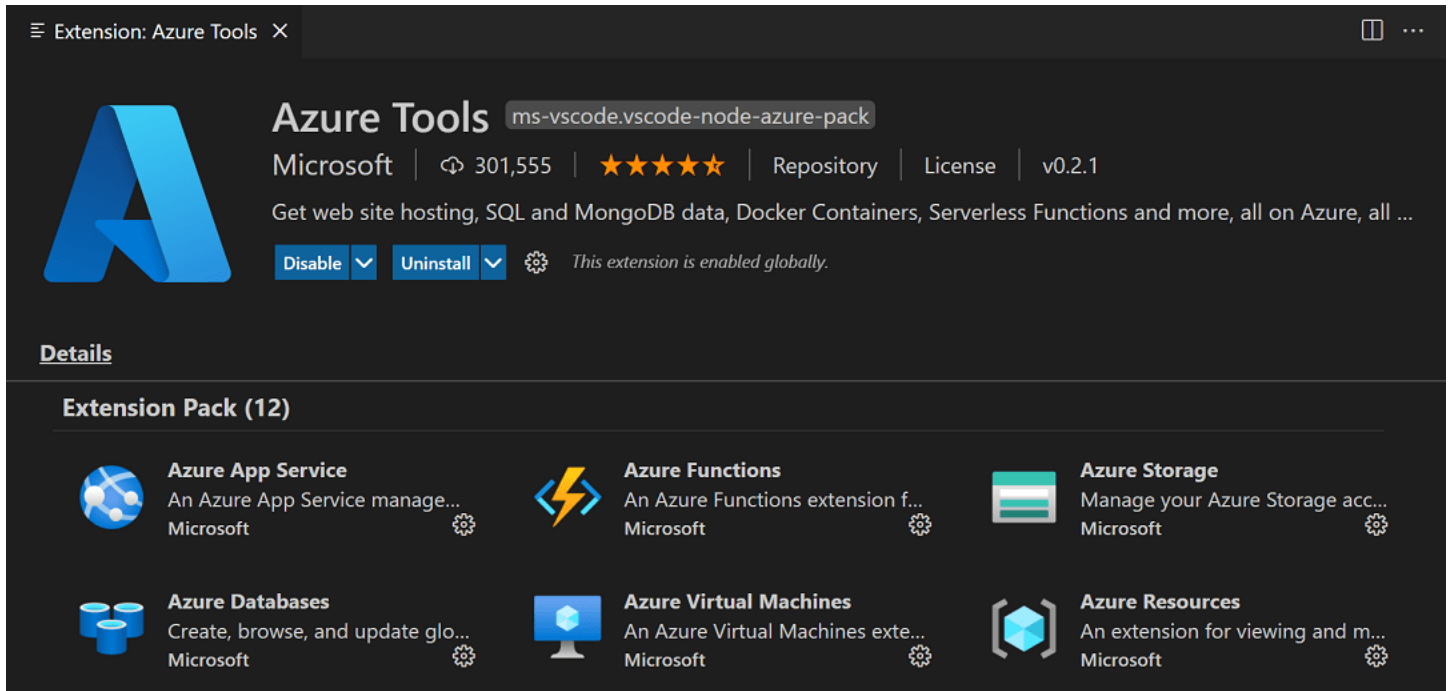 Extension: Azure Tools
Azure Tools ms-vscode.vscode-node-azure-pack
Microsoft 301,555 Repository License v0.2.1
Get web site hosting, SQL and MongoDB data, Docker Containers, Serverless Functions and more, all on Azure, all ...
Disable Uninstall This extension is enabled globally.
Details
Extension Pack (12)
Azure App Service
An Azure App Service manage...
Microsoft
Azure Functions
An Azure Functions extension f...
Microsoft
Azure Storage
Manage your Azure Storage acc...
Microsoft
Azure Databases
Create, browse, and update glo...
Microsoft
Azure Virtual Machines
An Azure Virtual Machines exte...
Microsoft
Azure Resources
An extension for viewing and m...
Microsoft